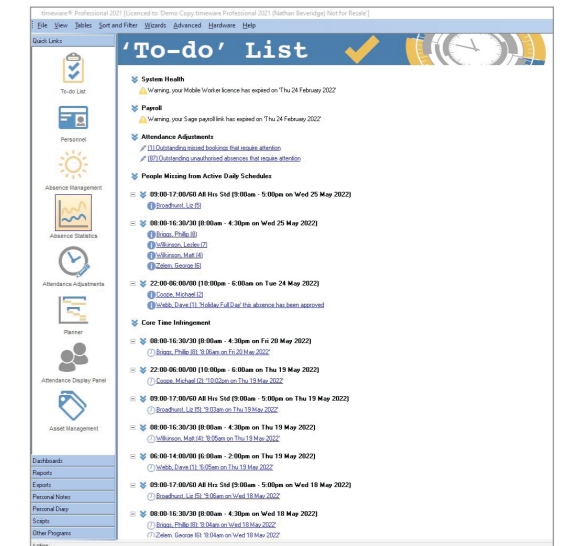 timeware® Professional 2021 [Licenced to 'Demo Copy timeware Professional 2021 (Nathan Beveridge) Not for Resale']
File View Tables Sort and Filter Wizards Advanced Hardware Help
Quick Links
To-do List
Personnel
Absence Management
Absence Statistics
Attendance Adjustments
Planner
Attendance Display Panel
Asset Management
Dashboards
Reports
Exports
Personal Notes
Personal Diary
Scripts
Other Programs
Active
'To-do' List
System Health
Warning, your Mobile Worker licence has expired on 'Thu 24 February 2022'
Payroll
Warning, your Sage payroll link has expired on 'Thu 24 February 2022'
Attendance Adjustments
(1) Outstanding missed bookings that require attention
(87) Outstanding unauthorised absences that require attention
People Missing from Active Daily Schedules
09:00-17:00/60 All Hrs Std (9:00am - 5:00pm on Wed 25 May 2022)
Broadhurst, Liz (5)
08:00-16:30/30 (8:00am - 4:30pm on Wed 25 May 2022)
Briggs, Phillip (8)
Wilkinson, Lesley (7)
Wilkinson, Matt (4)
Zelem, George (6)
22:00-06:00/00 (10:00pm - 6:00am on Tue 24 May 2022)
Coope, Michael (2)
Webb, Dave (1): 'Holiday Full Day' this absence has been approved
Core Time Infringement
08:00-16:30/30 (8:00am - 4:30pm on Fri 20 May 2022)
Briggs, Phillip (8): '8:06am on Fri 20 May 2022'
22:00-06:00/00 (10:00pm - 6:00am on Thu 19 May 2022)
Coope, Michael (2): '10:02pm on Thu 19 May 2022'
09:00-17:00/60 All Hrs Std (9:00am - 5:00pm on Thu 19 May 2022)
Broadhurst, Liz (5): '9:03am on Thu 19 May 2022'
08:00-16:30/30 (8:00am - 4:30pm on Thu 19 May 2022)
Wilkinson, Matt (4): '8:05am on Thu 19 May 2022'
06:00-14:00/00 (6:00am - 2:00pm on Thu 19 May 2022)
Webb, Dave (1): '6:05am on Thu 19 May 2022'
09:00-17:00/60 All Hrs Std (9:00am - 5:00pm on Wed 18 May 2022)
Broadhurst, Liz (5): '9:06am on Wed 18 May 2022'
08:00-16:30/30 (8:00am - 4:30pm on Wed 18 May 2022)
Briggs, Phillip (8): '8:04am on Wed 18 May 2022'
Zelem, George (6): '8:04am on Wed 18 May 2022'